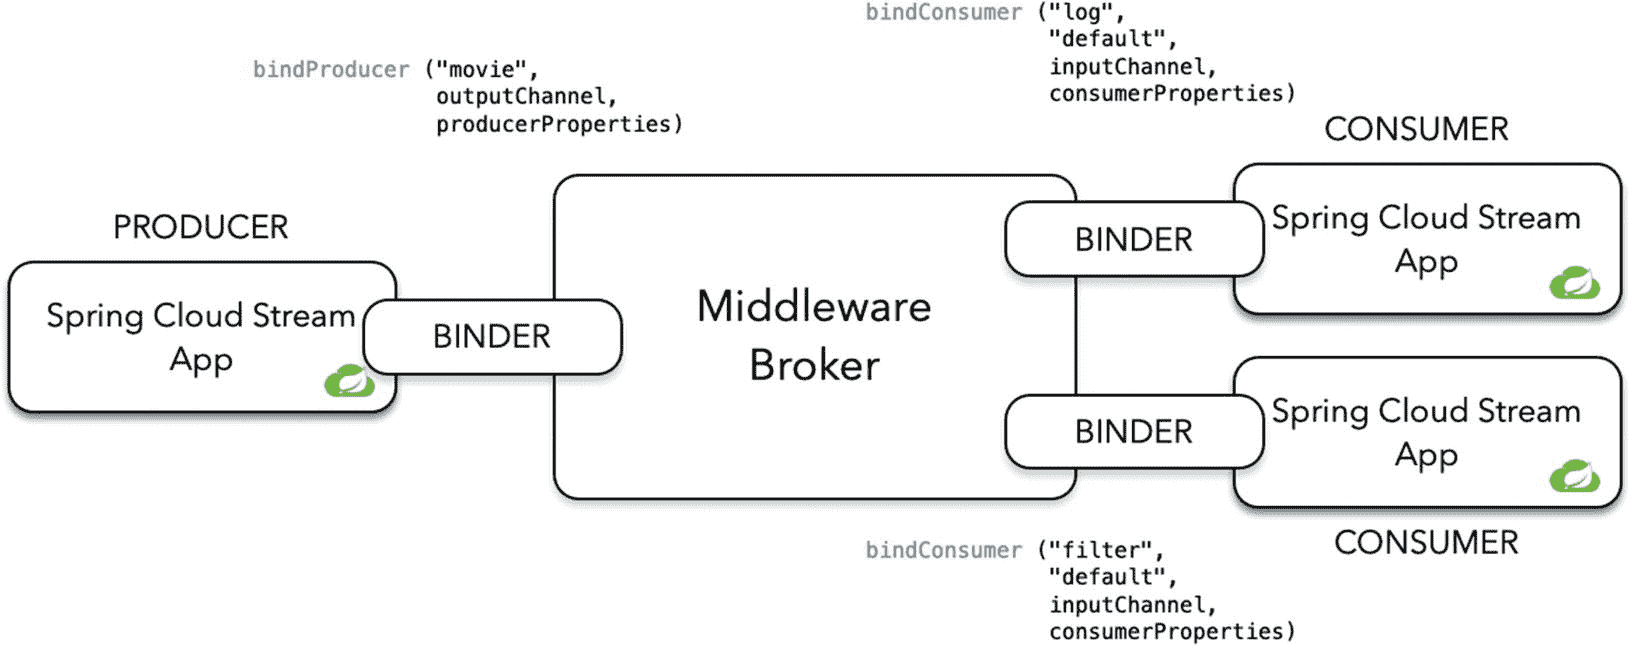 bindConsumer ("log",
"default",
inputChannel,
consumerProperties)
bindProducer ("movie",
outputChannel,
producerProperties)
CONSUMER
Spring Cloud Stream
App
BINDER
PRODUCER
Spring Cloud Stream
App
BINDER
Middleware
Broker
BINDER
Spring Cloud Stream
App
CONSUMER
bindConsumer ("filter",
"default",
inputChannel,
consumerProperties)